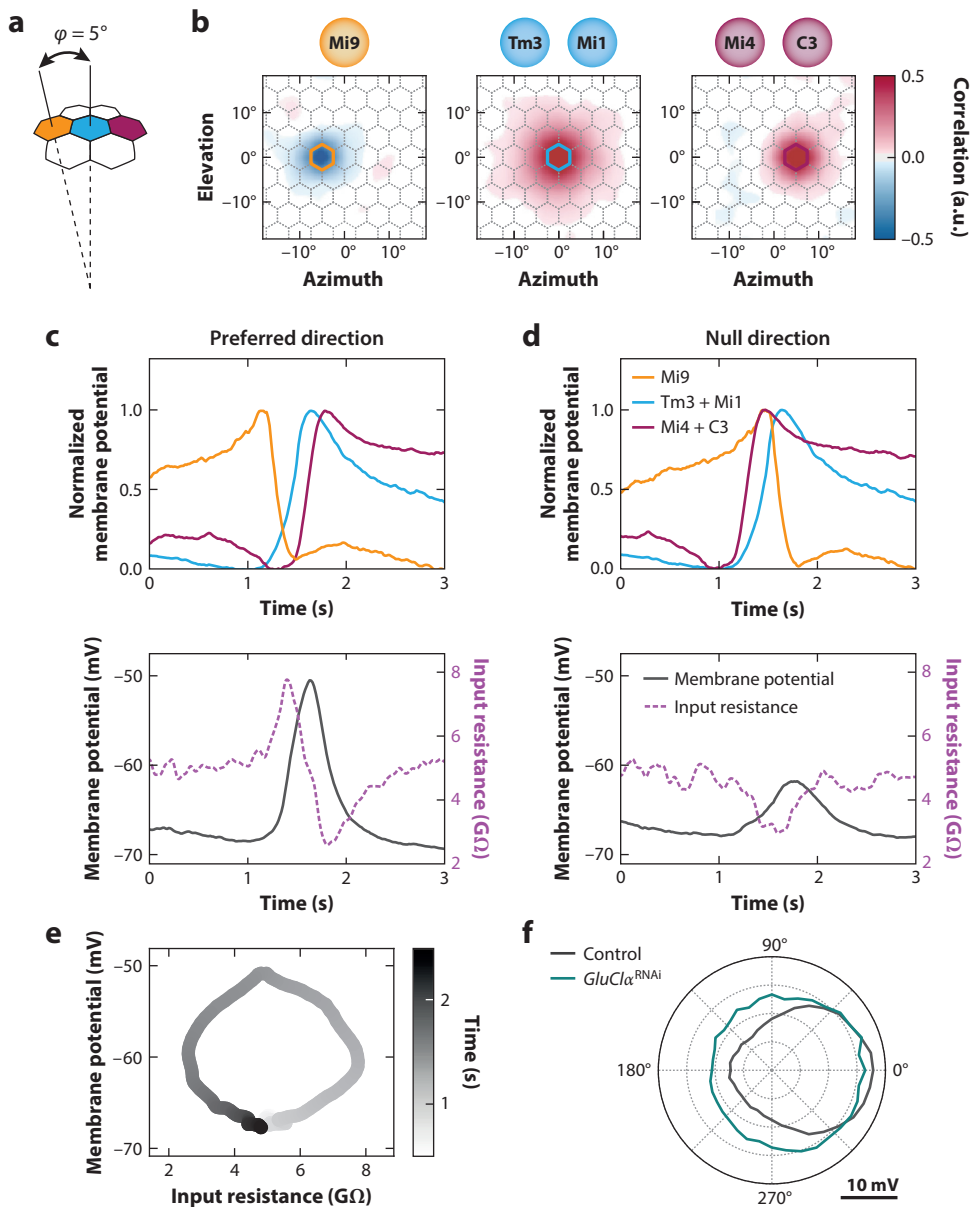 a
φ = 5°
b
Mi9
Tm3
Mi1
Mi4
C3
Elevation
10°
0°
−10°
−10°
0°
10°
Azimuth
−10°
0°
10°
Azimuth
−10°
0°
10°
Azimuth
0.5
0.0
−0.5
Correlation (a.u.)
c
Preferred direction
Normalized
membrane potential
1.0
0.5
0.0
0
1
2
3
Time (s)
d
Null direction
Mi9
Tm3 + Mi1
Mi4 + C3
Normalized
membrane potential
1.0
0.5
0.0
0
1
2
3
Time (s)
Membrane potential (mV)
−50
−60
−70
8
6
4
2
Input resistance (GΩ)
0
1
2
3
Time (s)
Membrane potential
Input resistance
Membrane potential (mV)
−50
−60
−70
8
6
4
2
Input resistance (GΩ)
0
1
2
3
Time (s)
e
Membrane potential (mV)
−50
−60
−70
2
4
6
8
Input resistance (GΩ)
2
1
Time (s)
f
Control
GluClα^RNAi
90°
180°
0°
270°
10 mV